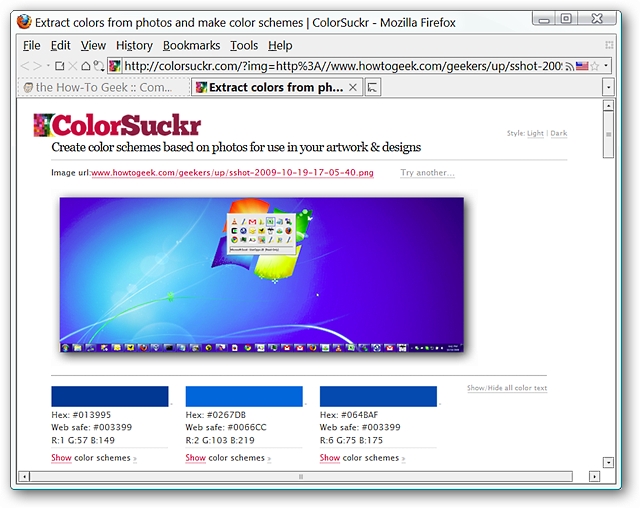 Extract colors from photos and make color schemes | ColorSuckr - Mozilla Firefox
File Edit View History Bookmarks Tools Help
http://colorsuckr.com/?img=http%3A//www.howtogeek.com/geekers/up/sshot-200
the How-To Geek :: Com... Extract colors from ph...
ColorSuckr
Style: Light | Dark
Create color schemes based on photos for use in your artwork & designs
Image url:www.howtogeek.com/geekers/up/sshot-2009-10-19-17-05-40.png Try another...
Show/Hide all color text
Hex: #013995 Hex: #0267DB Hex: #064BAF
Web safe: #003399 Web safe: #0066CC Web safe: #003399
R:1 G:57 B:149 R:2 G:103 B:219 R:6 G:75 B:175
Show color schemes » Show color schemes » Show color schemes »